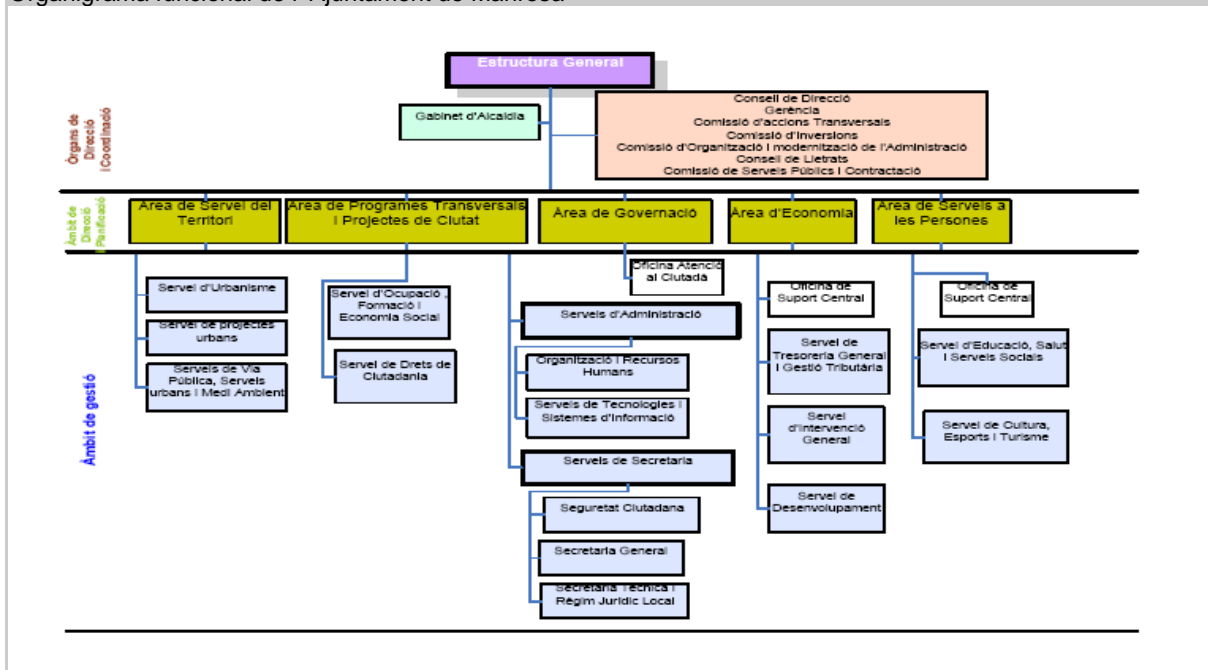 Organigrama funcional de l'Ajuntament de Manresa
Estructura General
Gabinet d'Alcaldia
Consell de Direcció
Gerència
Comissió d'accions Transversals
Comissió d'Inversions
Comissió d'Organització i modernització de l'Administració
Consell de Lletrats
Comissió de Serveis Públics i Contractació
Òrgans de
Direcció
i Coordinació
Àmbit de
Direcció
i Planificació
Àrea de Servei del
Territori
Àrea de Programes Transversals
i Projectes de Ciutat
Àrea de Governació
Àrea d'Economia
Àrea de Serveis a
les Persones
Àmbit de gestió
Servei d'Urbanisme
Servei de projectes
urbans
Serveis de Via
Pública, Serveis
urbans i Medi Ambient
Servei d'Ocupació ,
Formació i
Economia Social
Servei de Drets de
Ciutadania
Oficina Atenció
al Ciutadà
Serveis d'Administració
Organització i Recursos
Humans
Serveis de Tecnologies i
Sistemes d'Informació
Serveis de Secretaria
Seguretat Ciutadana
Secretaria General
Secretaria Tècnica i
Règim Jurídic Local
Oficina de
Suport Central
Servei de
Tresoreria General
i Gestió Tributària
Servei
d'Intervenció
General
Servei de
Desenvolupament
Oficina de
Suport Central
Servei d'Educació, Salut
i Serveis Socials
Servei de Cultura,
Esports i Turisme